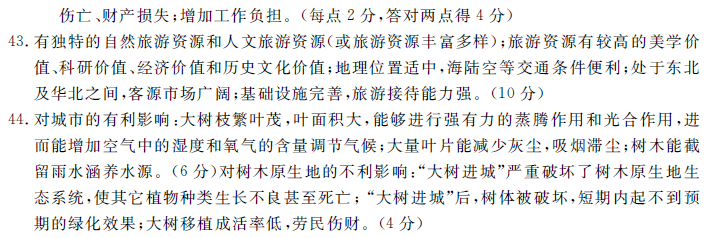 伤亡、财产损失;增加工作负担。(每点 2 分,答对两点得 4 分)
43. 有独特的自然旅游资源和人文旅游资源(或旅游资源丰富多样);旅游资源有较高的美学价
值、科研价值、经济价值和历史文化价值;地理位置适中,海陆空等交通条件便利;处于东北
及华北之间,客源市场广阔;基础设施完善,旅游接待能力强。(10 分)
44. 对城市的有利影响:大树枝繁叶茂,叶面积大,能够进行强有力的蒸腾作用和光合作用,进
而能增加空气中的湿度和氧气的含量调节气候;大量叶片能减少灰尘,吸烟滞尘;树木能截
留雨水涵养水源。(6 分)对树木原生地的不利影响:“大树进城”严重破坏了树木原生地生
态系统,使其它植物种类生长不良甚至死亡;“大树进城”后,树体被破坏,短期内起不到预
期的绿化效果;大树移植成活率低,劳民伤财。(4 分)